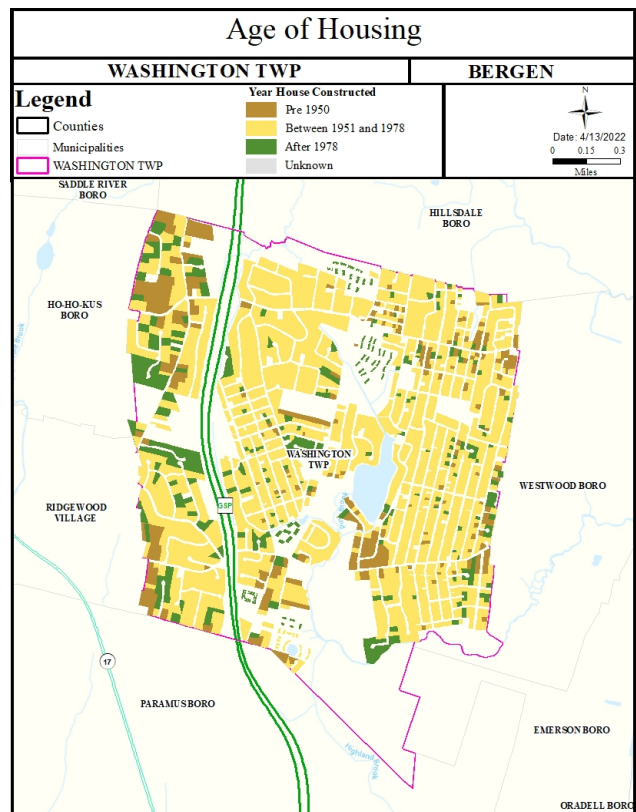 Age of Housing
WASHINGTON TWP
BERGEN
Legend
Counties
Municipalities
WASHINGTON TWP
Year House Constructed
Pre 1950
Between 1951 and 1978
After 1978
Unknown
N
Date: 4/13/2022
0 0.15 0.3
Miles
SADDLE RIVER
BORO
HILLSDALE
BORO
HO-HO-KUS
BORO
WASHINGTON
TWP
WESTWOOD BORO
RIDGEWOOD
VILLAGE
GSP
17
PARAMUS BORO
EMERSON BORO
Highland
Brook
ORADELL BORO